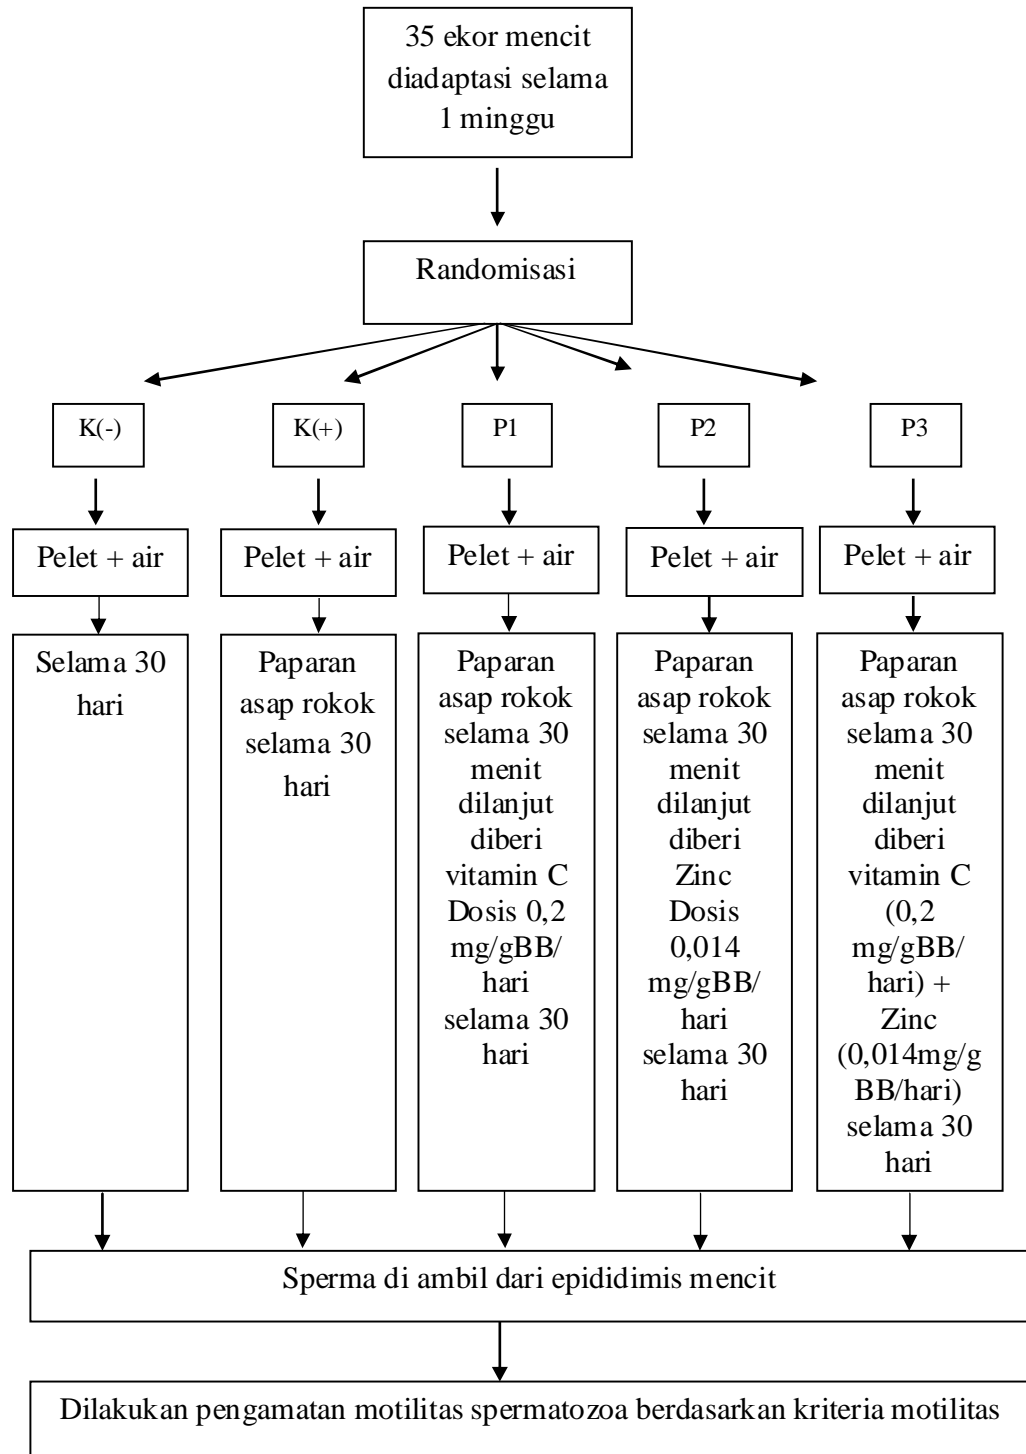 35 ekor mencit
diadaptasi selama
1 minggu
Randomisasi
K(-)
K(+)
P1
P2
P3
Pelet + air
Pelet + air
Pelet + air
Pelet + air
Pelet + air
Selama 30
hari
Paparan
asap rokok
selama 30
hari
Paparan
asap rokok
selama 30
menit
dilanjut
diberi
vitamin C
Dosis 0,2
mg/gBB/
hari
selama 30
hari
Paparan
asap rokok
selama 30
menit
dilanjut
diberi
Zinc
Dosis
0,014
mg/gBB/
hari
selama 30
hari
Paparan
asap rokok
selama 30
menit
dilanjut
diberi
vitamin C
(0,2
mg/gBB/
hari) +
Zinc
(0,014mg/g
BB/hari)
selama 30
hari
Sperma di ambil dari epididimis mencit
Dilakukan pengamatan motilitas spermatozoa berdasarkan kriteria motilitas